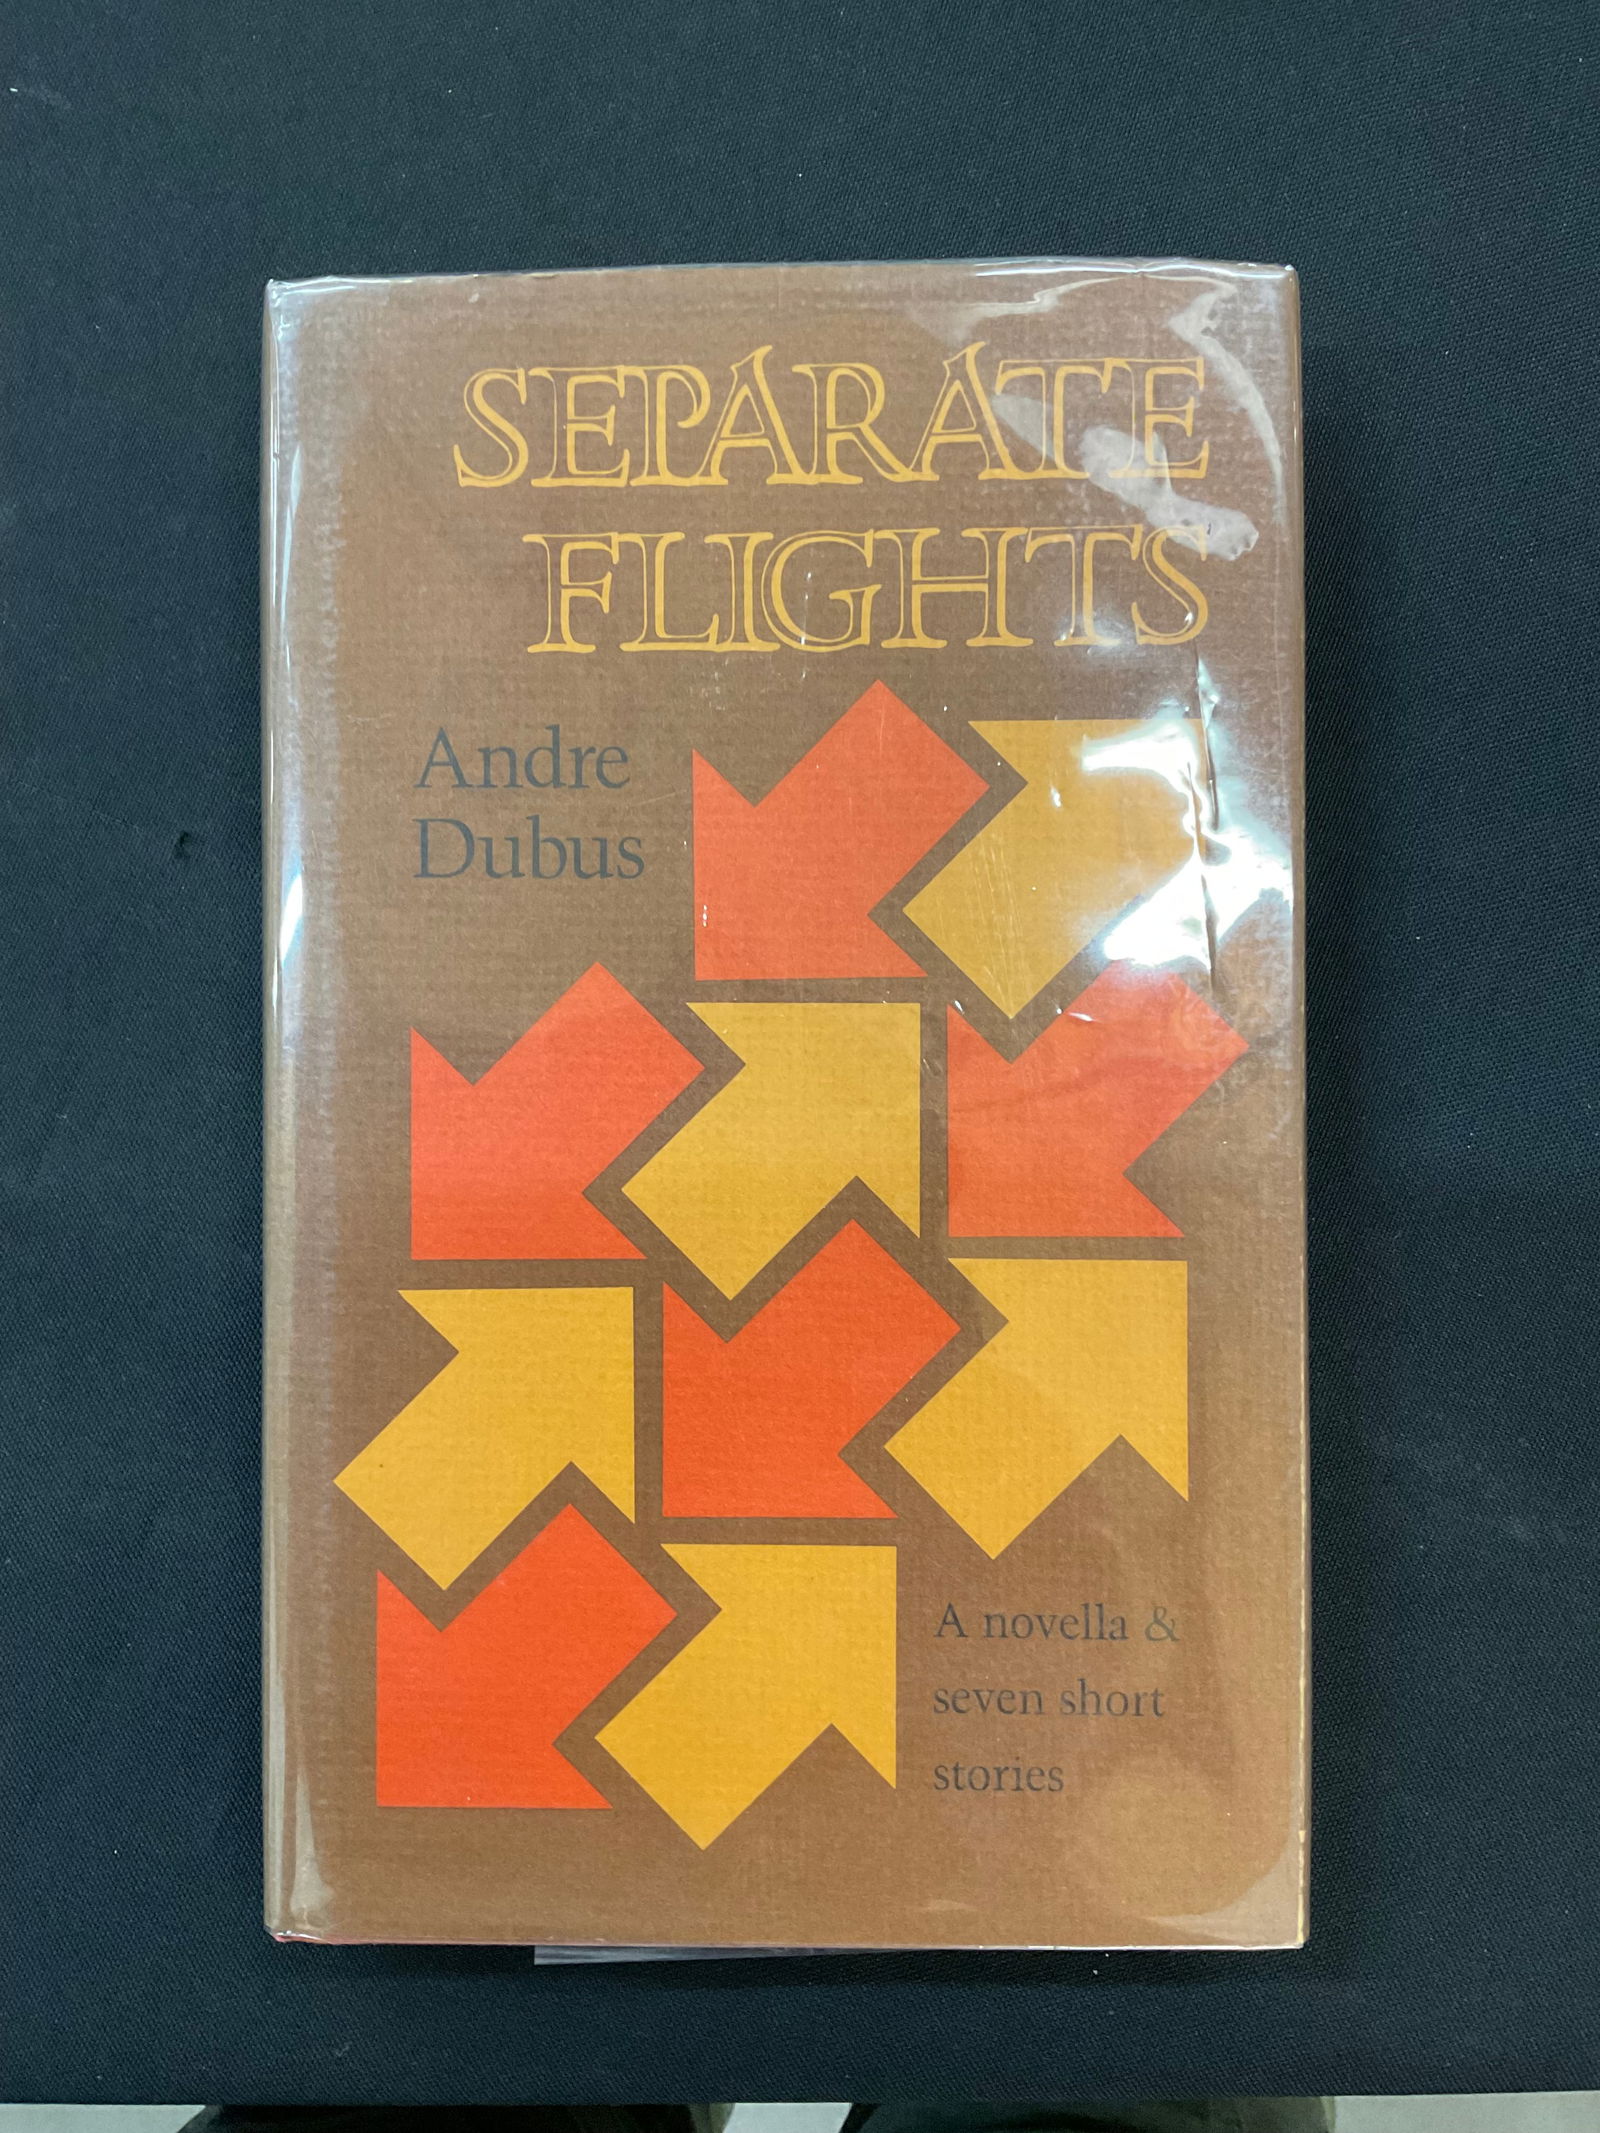 SEPARATE
FLIGHTS
Andre
Dubus
A novella &
seven short
stories